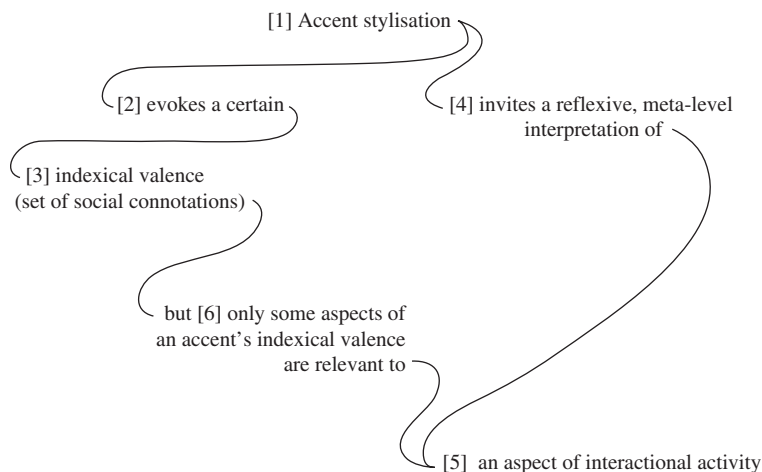 [1] Accent stylisation
[2] evokes a certain
[4] invites a reflexive, meta-level
interpretation of
[3] indexical valence
(set of social connotations)
but [6] only some aspects of
an accent’s indexical valence
are relevant to
[5] an aspect of interactional activity